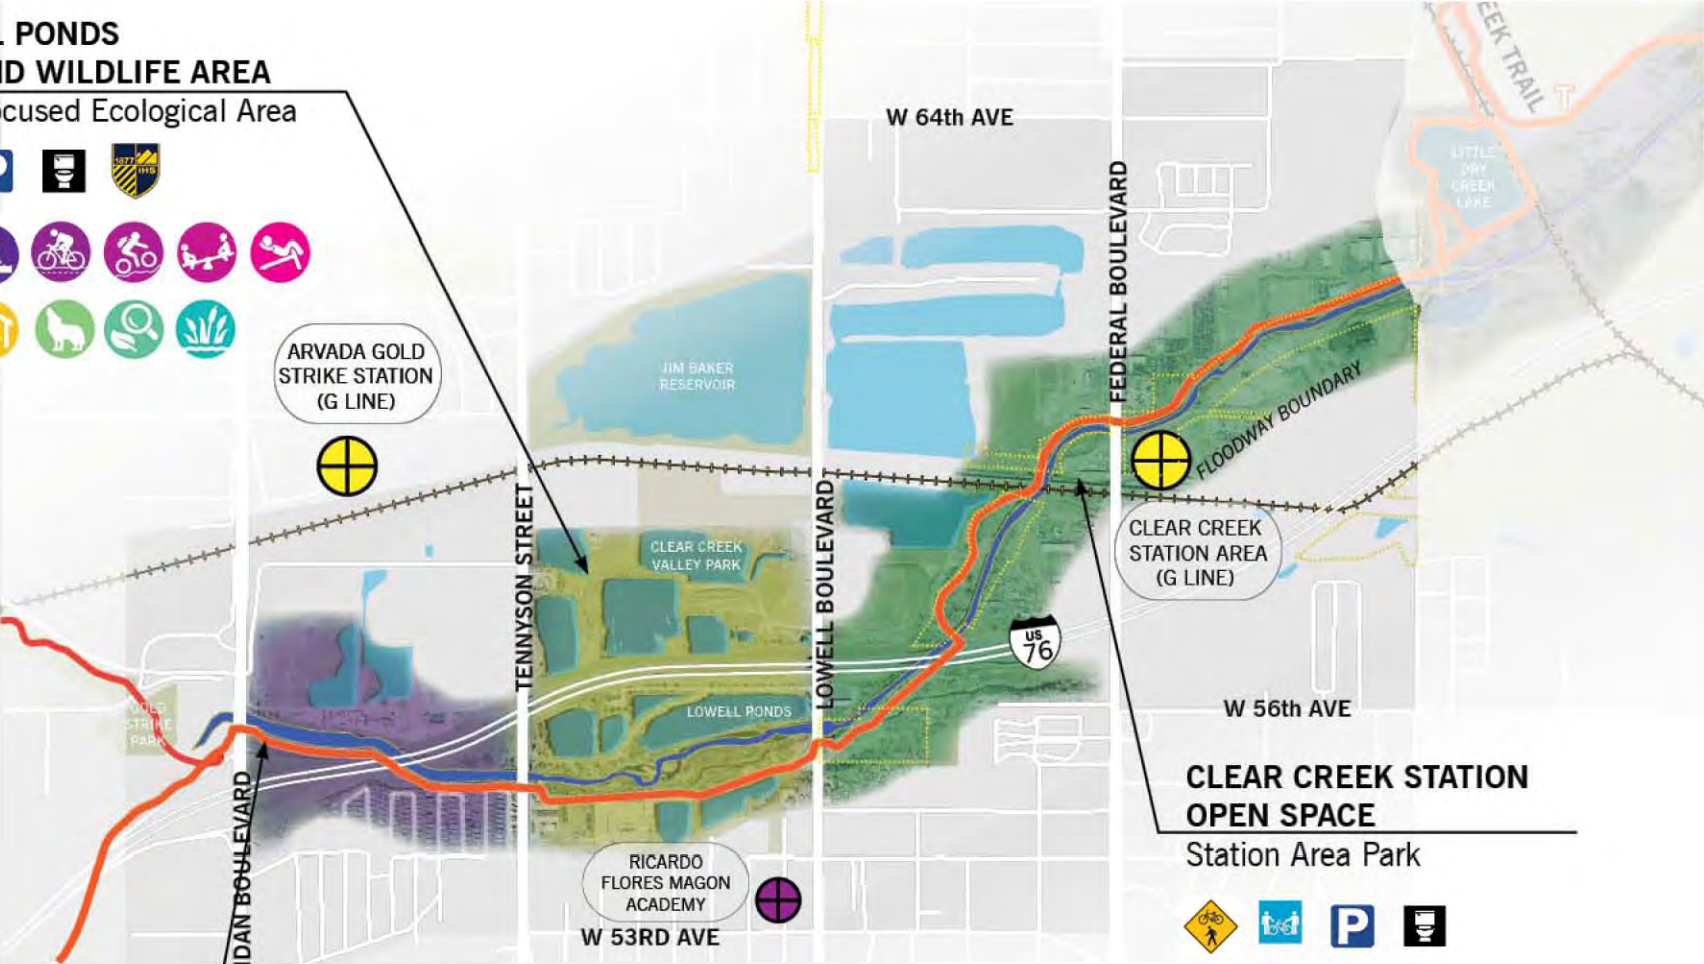 PONDS
WILDLIFE AREA
Ecological Area
1877
IHS
W 64th AVE
TRAIL
T
LITTLE
DRY
CREEK
LAKE
FEDERAL BOULEVARD
ARVADA GOLD
STRIKE STATION
(G LINE)
JIM BAKER
RESERVOIR
FLOODWAY BOUNDARY
TENNYSON STREET
LOWELL BOULEVARD
CLEAR CREEK
VALLEY PARK
CLEAR CREEK
STATION AREA
(G LINE)
US
76
GOLD
STRIKE
PARK
LOWELL PONDS
W 56th AVE
BOULEVARD
CLEAR CREEK STATION
OPEN SPACE
Station Area Park
RICARDO
FLORES MAGON
ACADEMY
W 53RD AVE
P